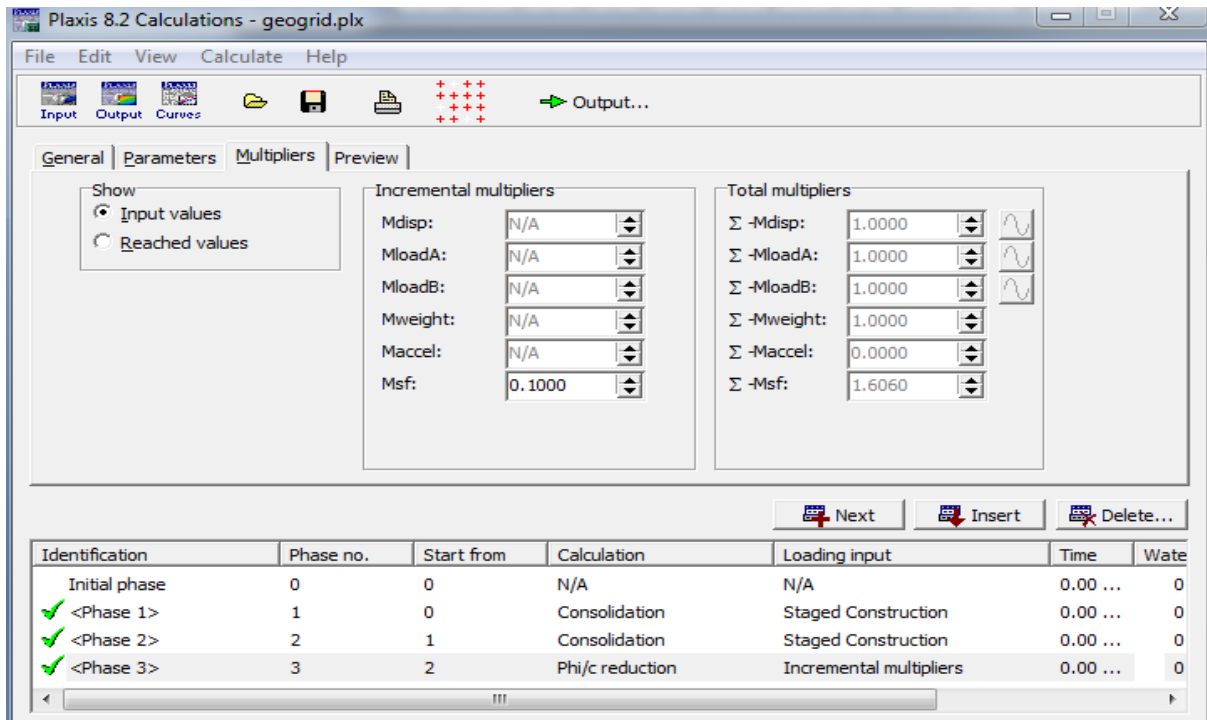 Plaxis 8.2 Calculations - geogrid.plx
File Edit View Calculate Help
Input Output Curves Output...
General Parameters Multipliers Preview
Show
Input values
Reached values
Incremental multipliers
Mdisp: N/A
MloadA: N/A
MloadB: N/A
Mweight: N/A
Maccel: N/A
Msf: 0.1000
Total multipliers
Σ -Mdisp: 1.0000
Σ -MloadA: 1.0000
Σ -MloadB: 1.0000
Σ -Mweight: 1.0000
Σ -Maccel: 0.0000
Σ -Msf: 1.6060
Next Insert Delete...
Identification Phase no. Start from Calculation Loading input Time Wate
Initial phase 0 0 N/A N/A 0.00 ... 0
<Phase 1> 1 0 Consolidation Staged Construction 0.00 ... 0
<Phase 2> 2 1 Consolidation Staged Construction 0.00 ... 0
<Phase 3> 3 2 Phi/c reduction Incremental multipliers 0.00 ... 0